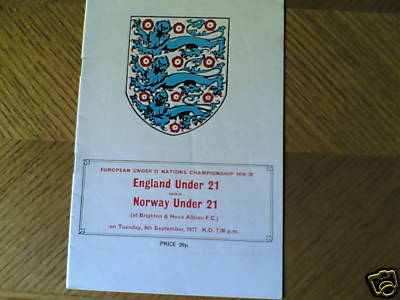 EUROPEAN UNDER 21 NATIONS CHAMPIONSHIP 1976/78
England Under 21
versus
Norway Under 21
(at Brighton & Hove Albion F.C.)
on Tuesday, 6th September, 1977 K.O. 7.30 p.m.
PRICE 20p